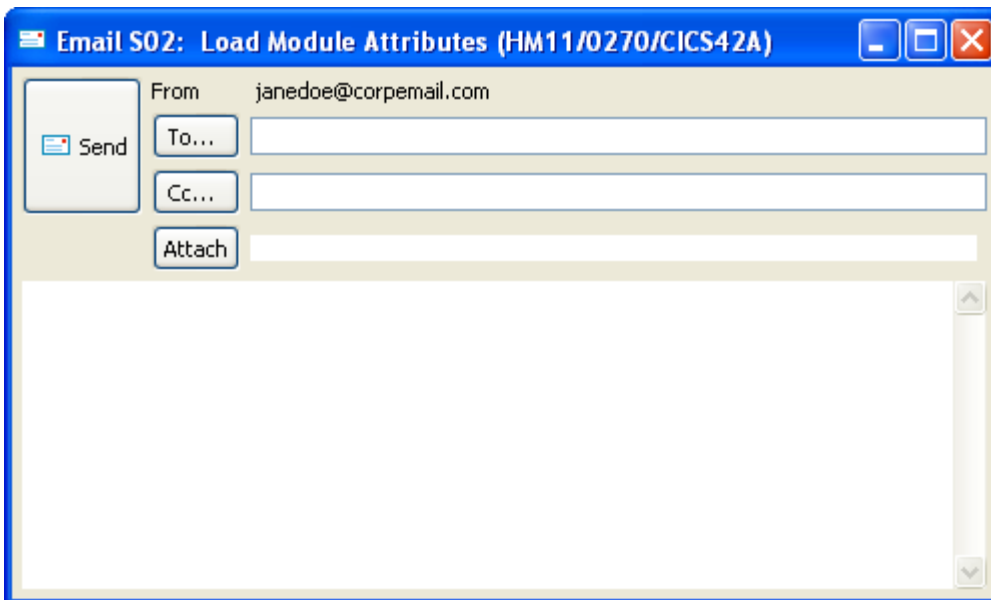 Email S02: Load Module Attributes (HM11/0270/CICS42A)
From janedoe@corpemail.com
Send
To...
Cc...
Attach